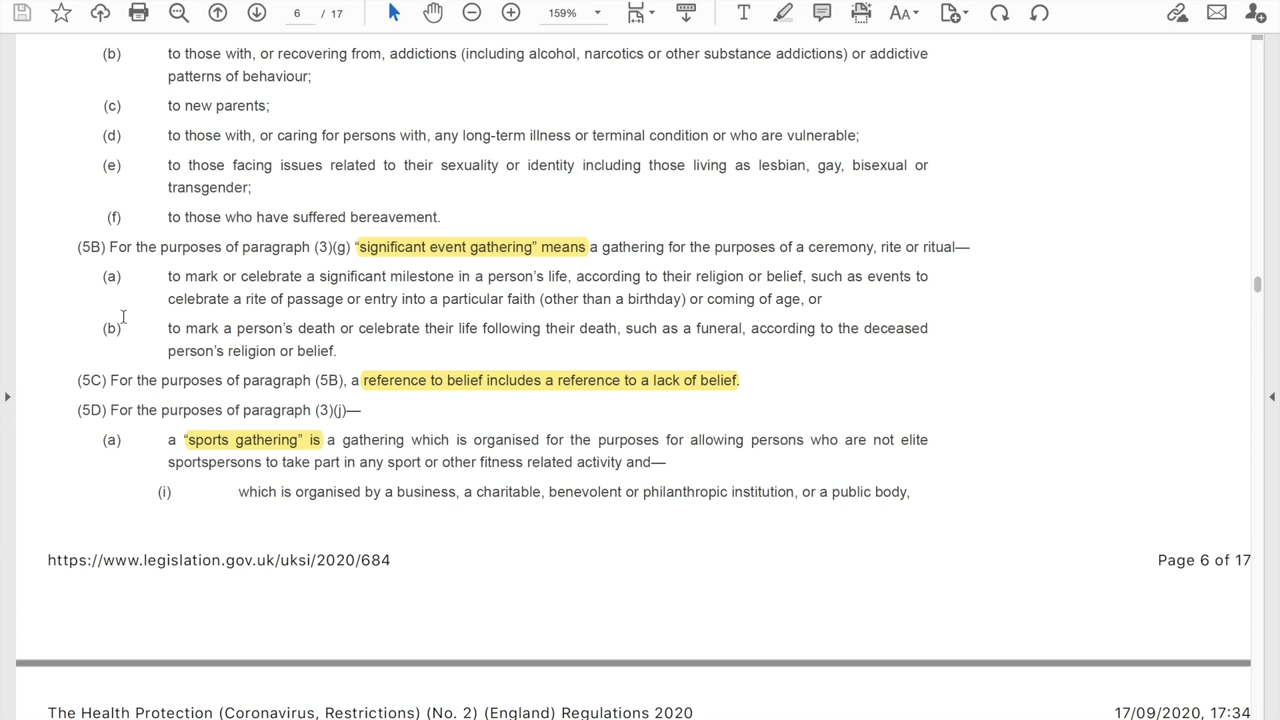 6 / 17
159%
(b) to those with, or recovering from, addictions (including alcohol, narcotics or other substance addictions) or addictive
patterns of behaviour;
(c) to new parents;
(d) to those with, or caring for persons with, any long-term illness or terminal condition or who are vulnerable;
(e) to those facing issues related to their sexuality or identity including those living as lesbian, gay, bisexual or
transgender;
(f) to those who have suffered bereavement.
(5B) For the purposes of paragraph (3)(g) “significant event gathering” means a gathering for the purposes of a ceremony, rite or ritual—
(a) to mark or celebrate a significant milestone in a person’s life, according to their religion or belief, such as events to
celebrate a rite of passage or entry into a particular faith (other than a birthday) or coming of age, or
(b) to mark a person’s death or celebrate their life following their death, such as a funeral, according to the deceased
person’s religion or belief.
(5C) For the purposes of paragraph (5B), a reference to belief includes a reference to a lack of belief.
(5D) For the purposes of paragraph (3)(j)—
(a) a “sports gathering” is a gathering which is organised for the purposes for allowing persons who are not elite
sportspersons to take part in any sport or other fitness related activity and—
(i) which is organised by a business, a charitable, benevolent or philanthropic institution, or a public body,
https://www.legislation.gov.uk/uksi/2020/684 Page 6 of 17
The Health Protection (Coronavirus, Restrictions) (No. 2) (England) Regulations 2020 17/09/2020, 17:34